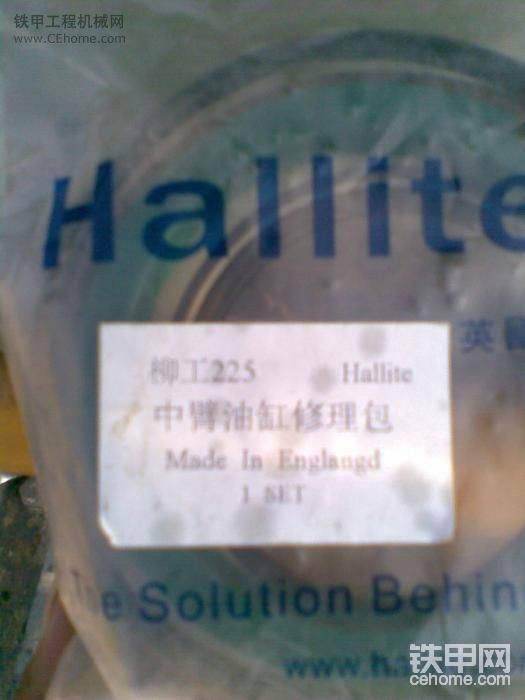 铁甲工程机械网
www.CEhome.com
Hallite
英國
柳工225 Hallite
中臂油缸修理包
Made In Englangd
1 SET
The Solution Behin
www.ha
铁甲网
cehome.com